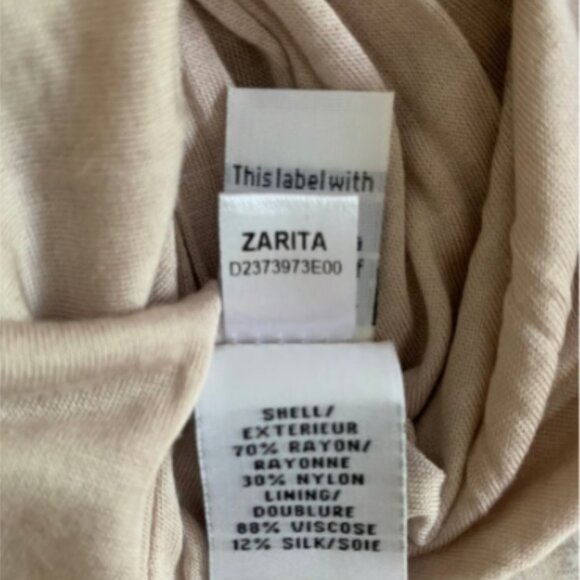 This label with
ZARITA
D2373973E00
a
f
SHELL/
EXTERIEUR
70% RAYON/
RAYONNE
30% NYLON
LINING/
DOUBLURE
88% VISCOSE
12% SILK/SOIE